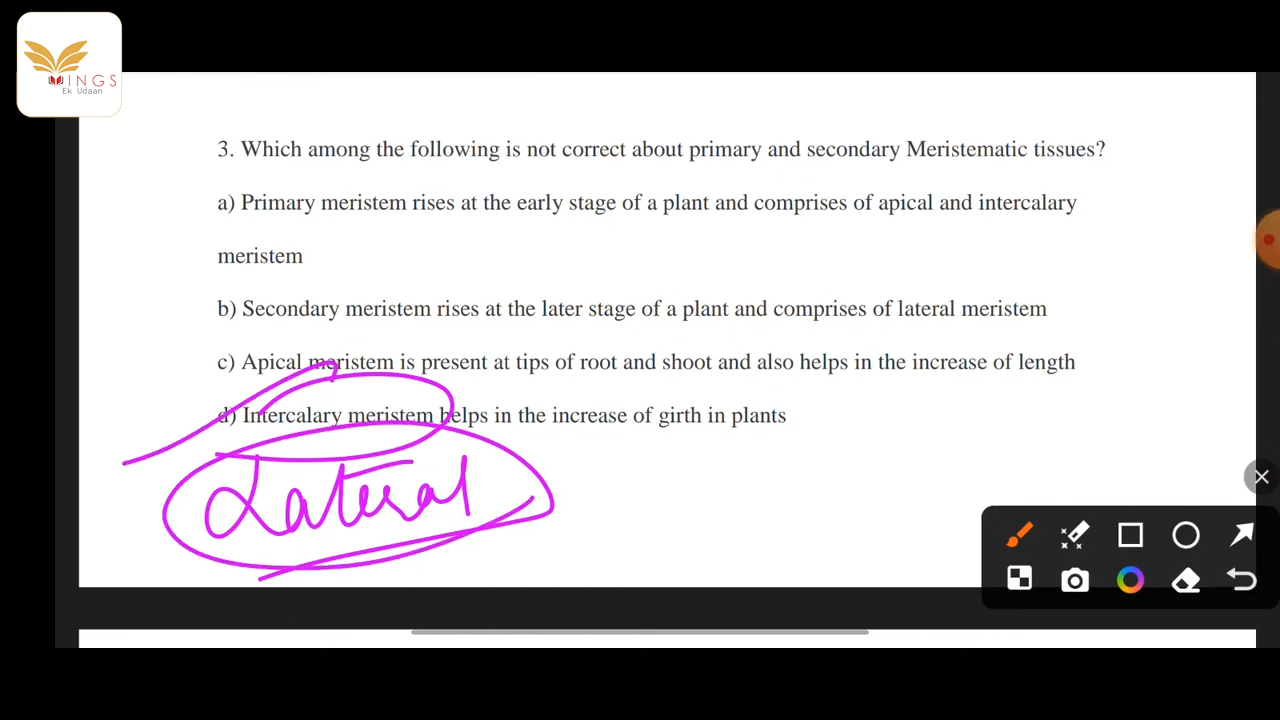 WINGS
Ek Udaan
3. Which among the following is not correct about primary and secondary Meristematic tissues?
a) Primary meristem rises at the early stage of a plant and comprises of apical and intercalary
meristem
b) Secondary meristem rises at the later stage of a plant and comprises of lateral meristem
c) Apical meristem is present at tips of root and shoot and also helps in the increase of length
d) Intercalary meristem helps in the increase of girth in plants
Lateral